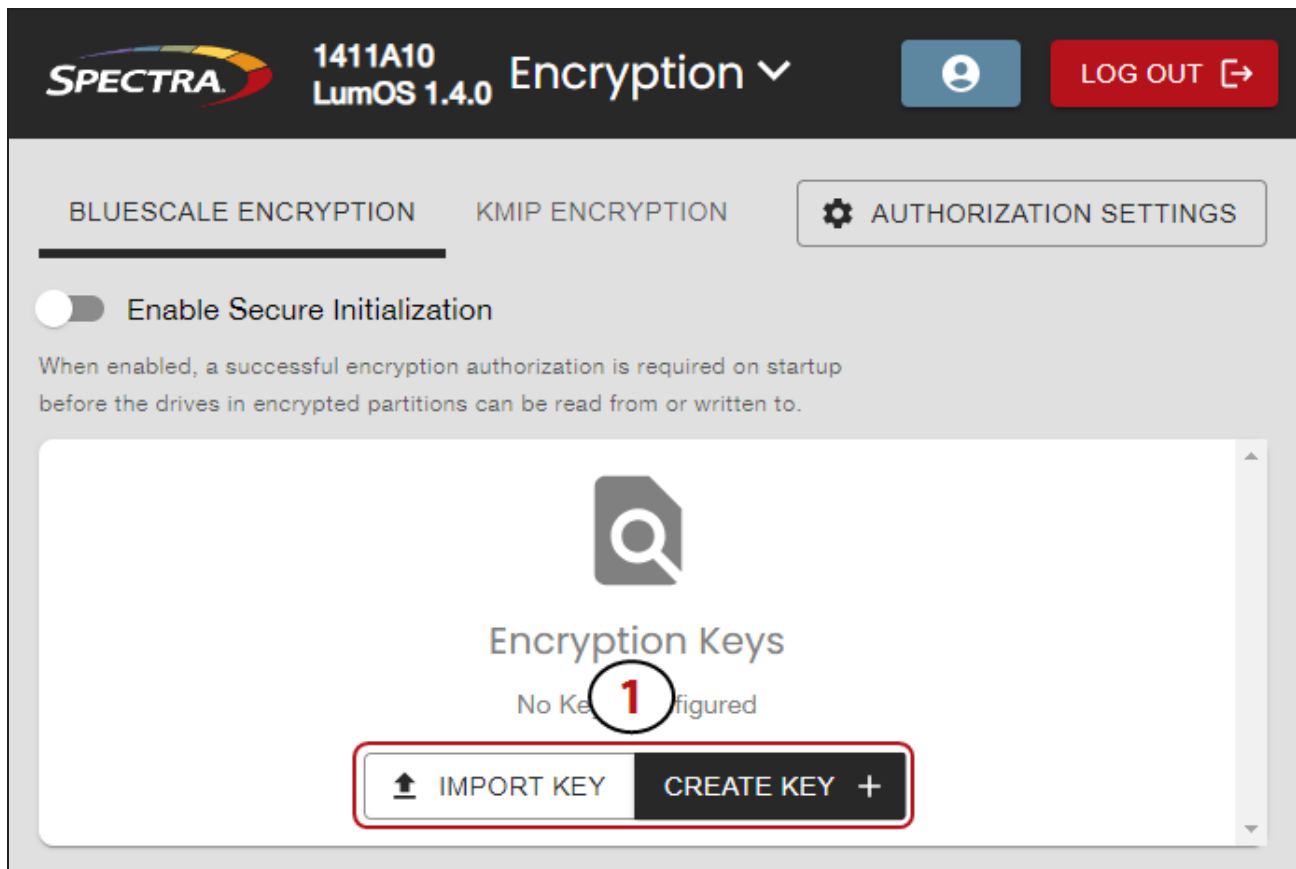 SPECTRA.
1411A10
LumOS 1.4.0
Encryption
LOG OUT
BLUESCALE ENCRYPTION
KMIP ENCRYPTION
AUTHORIZATION SETTINGS
Enable Secure Initialization
When enabled, a successful encryption authorization is required on startup
before the drives in encrypted partitions can be read from or written to.
Encryption Keys
No
1
IMPORT KEY
CREATE KEY +